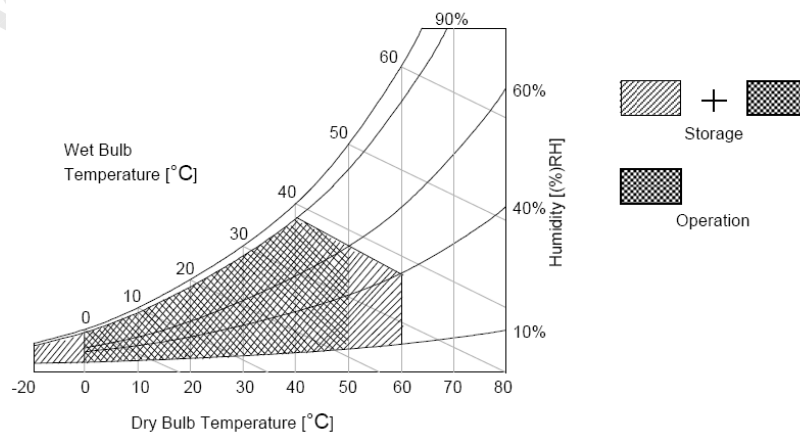 90%
60
60%
50
Wet Bulb
Temperature [°C]
+
Storage
Humidity [(%)RH]
40
40%
Operation
30
20
10
0
10%
-20 0 10 20 30 40 50 60 70 80
Dry Bulb Temperature [°C]